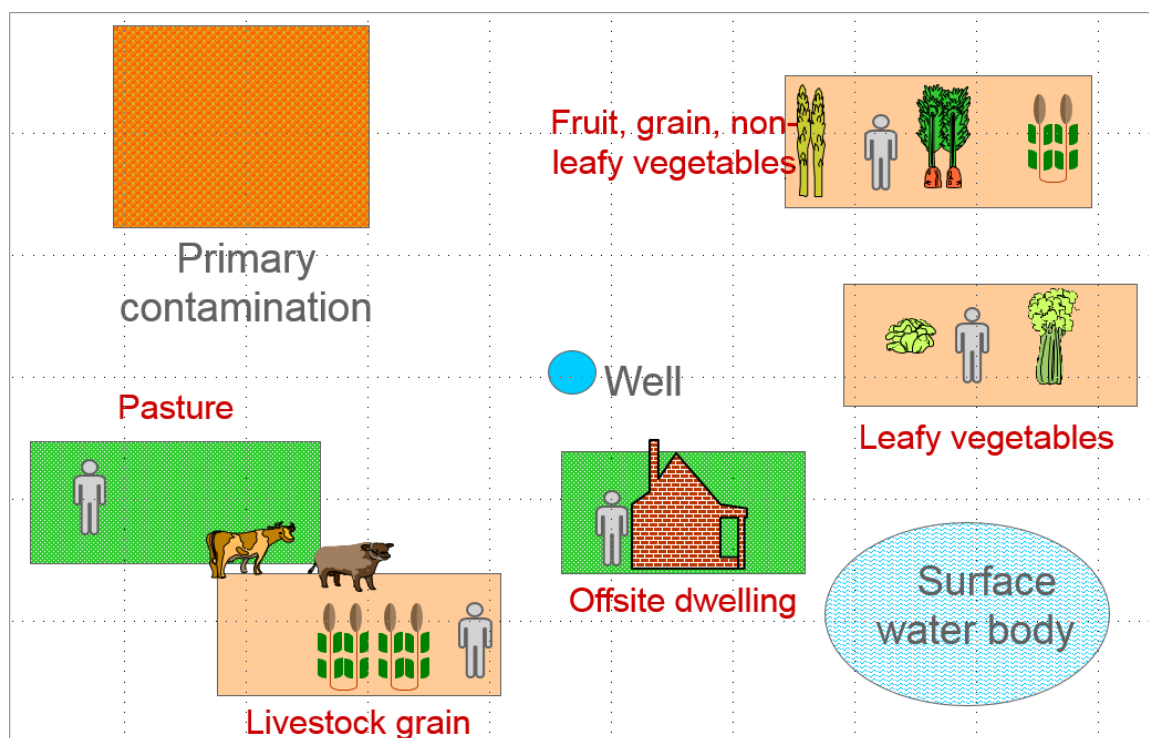 Fruit, grain, non-
leafy vegetables
Primary
contamination
Well
Pasture
Leafy vegetables
Offsite dwelling
Surface
water body
Livestock grain